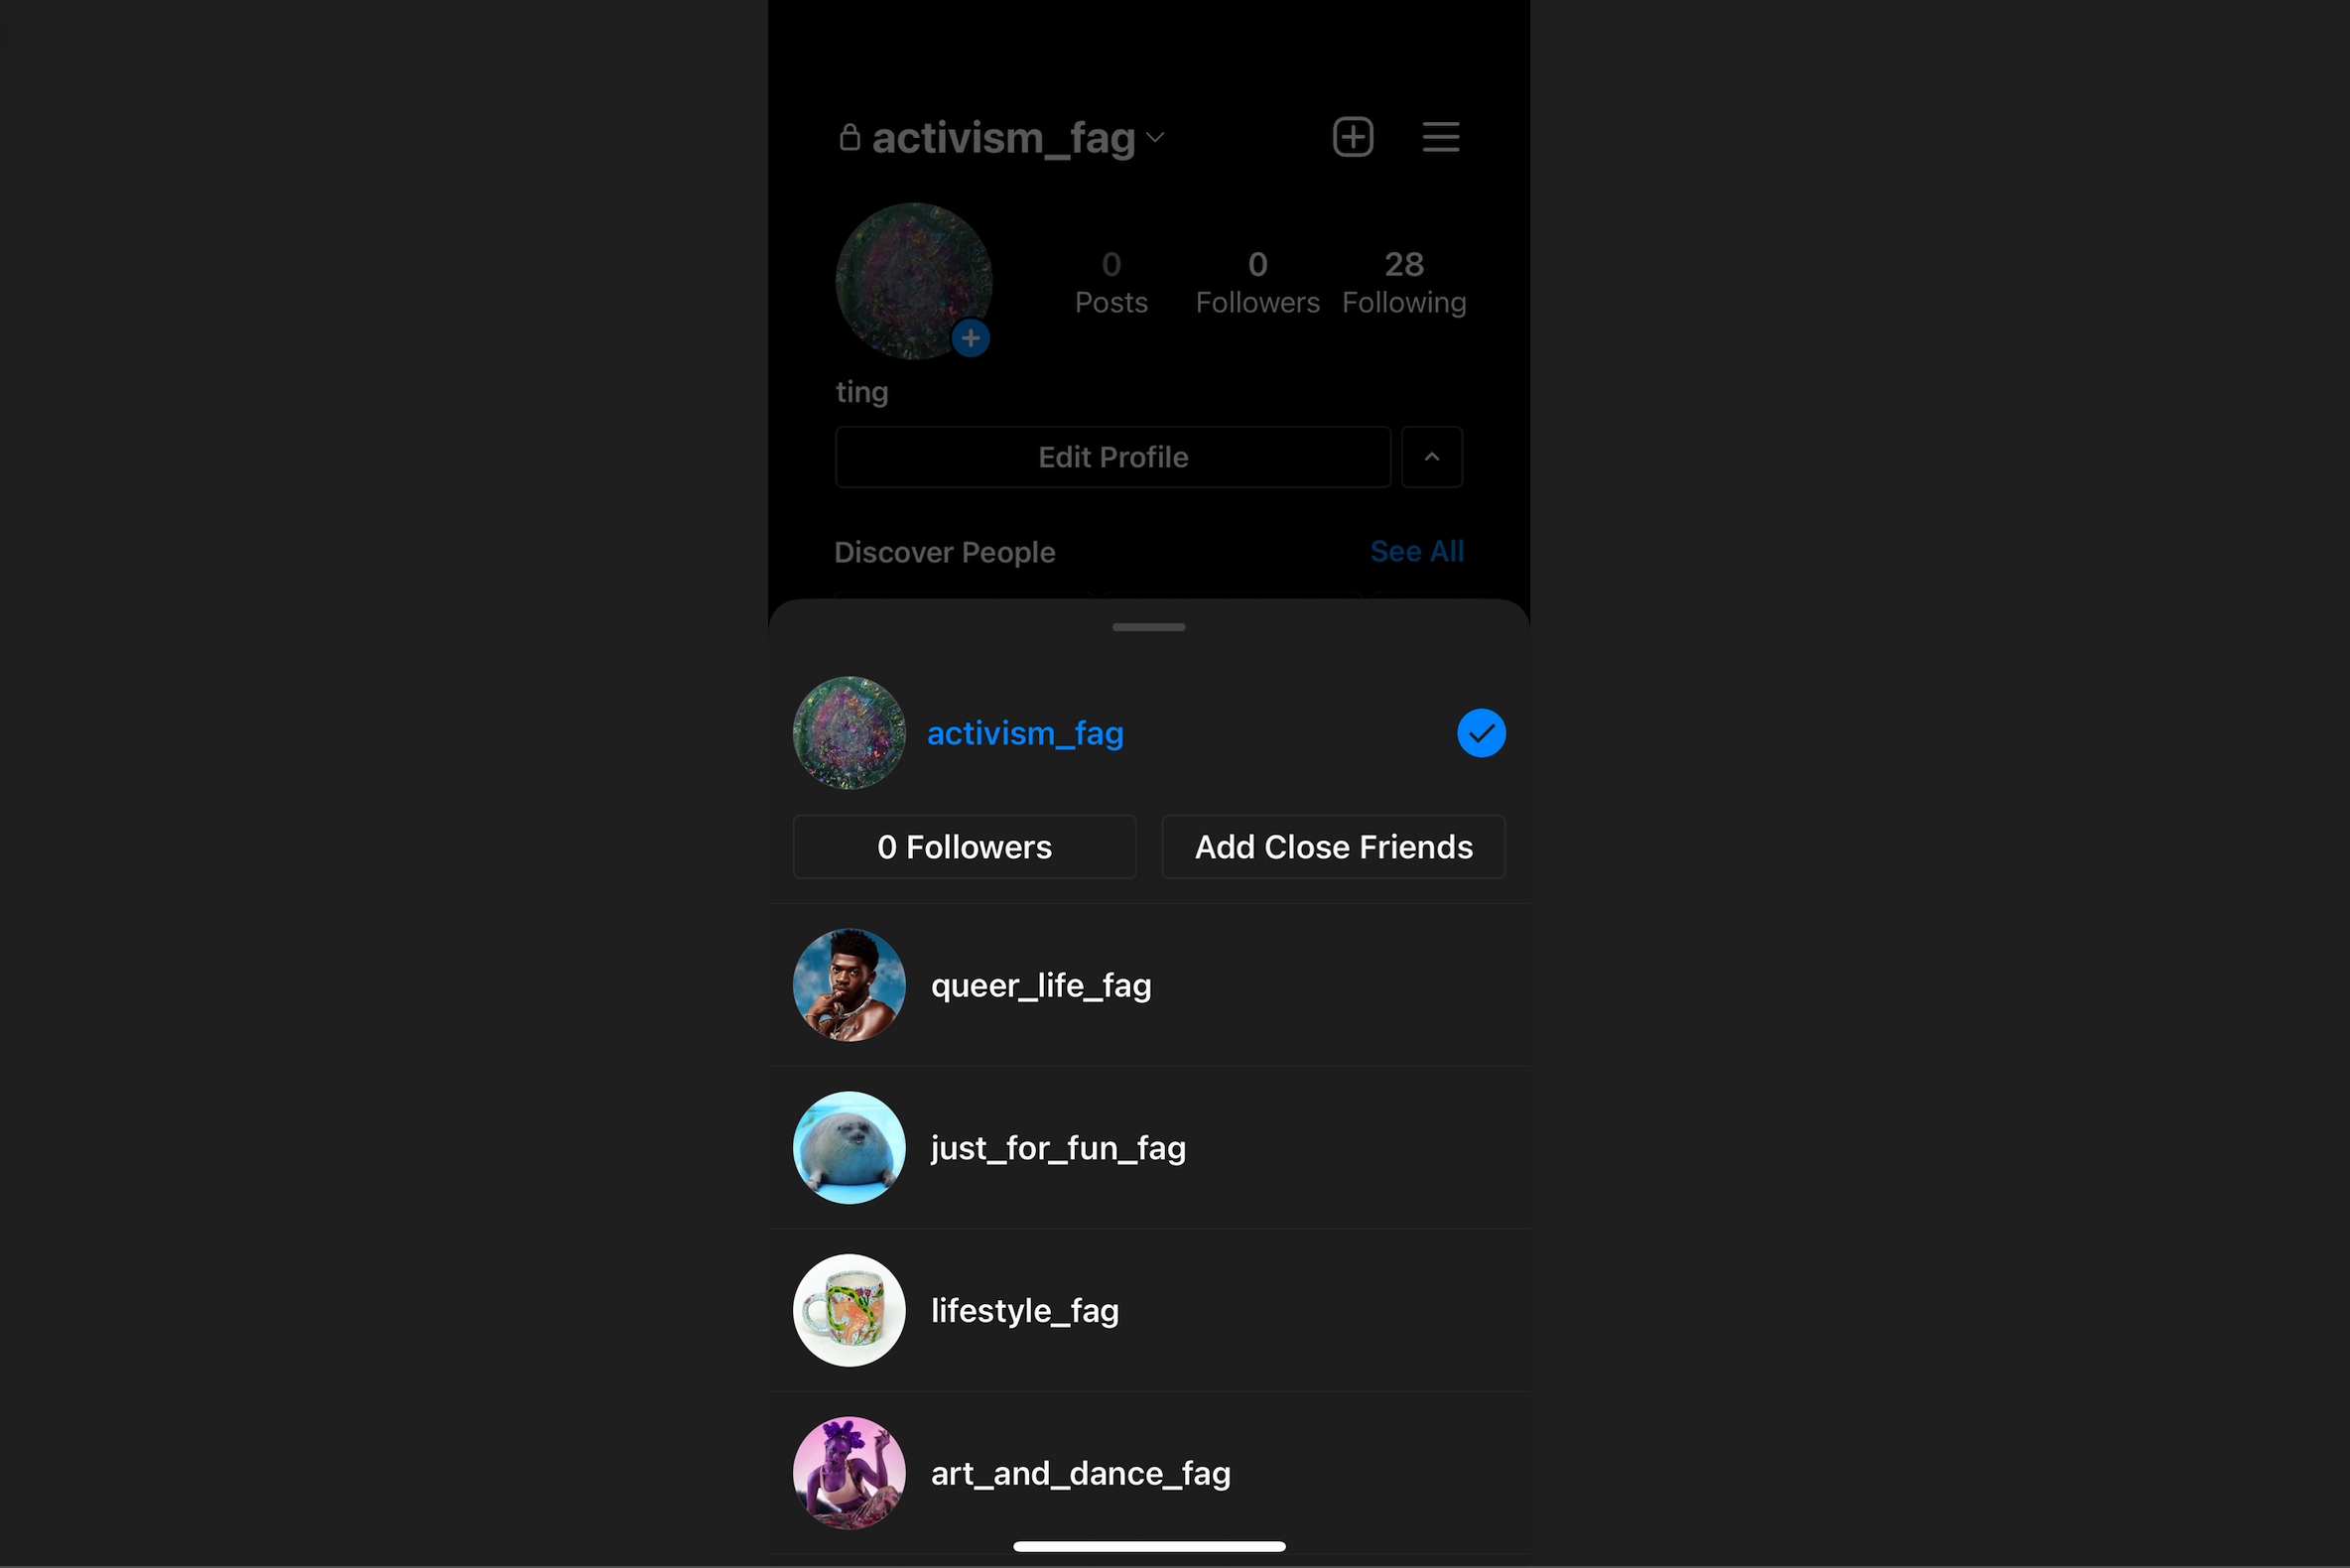 activism_fag
0 0 28
Posts Followers Following
ting
Edit Profile
Discover People See All
activism_fag
0 Followers Add Close Friends
queer_life_fag
just_for_fun_fag
lifestyle_fag
art_and_dance_fag